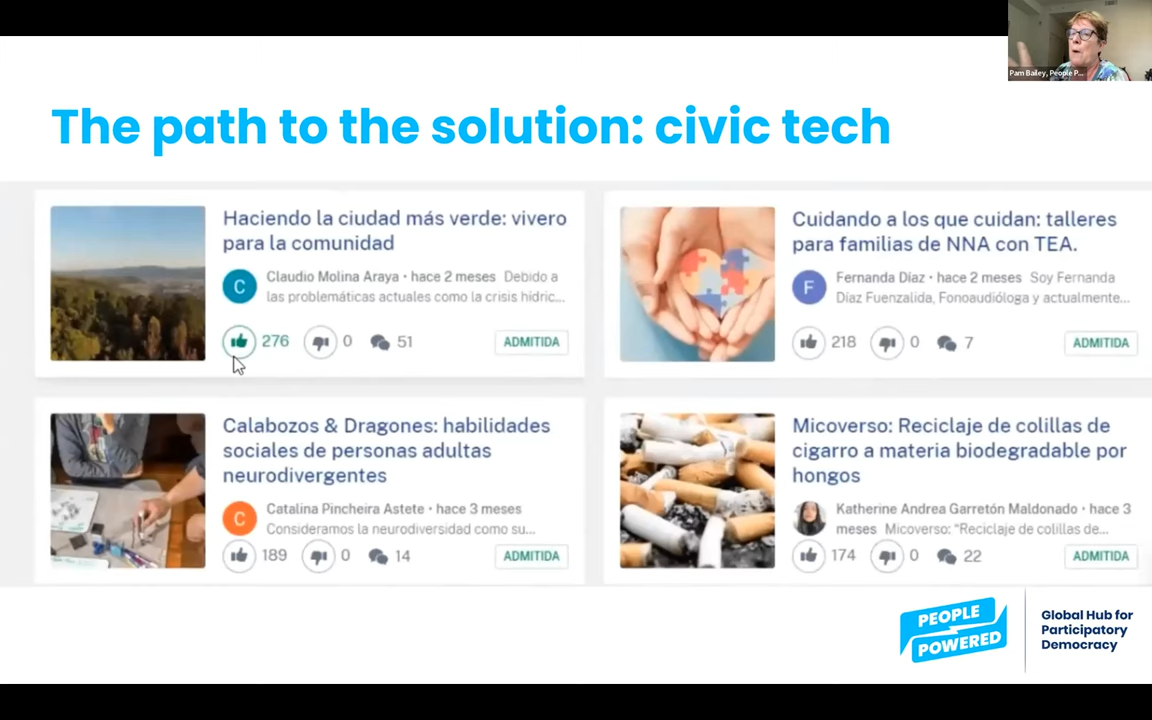 Pam Bailey, People P...
The path to the solution: civic tech
Haciendo la ciudad más verde: vivero
para la comunidad
C
Claudio Molina Araya • hace 2 meses Debido a
las problemáticas actuales como la crisis hídric...
276 0 51 ADMITIDA
Cuidando a los que cuidan: talleres
para familias de NNA con TEA.
F
Fernanda Díaz • hace 2 meses Soy Fernanda
Díaz Fuenzalida, Fonoaudióloga y actualmente...
218 0 7 ADMITIDA
Calabozos & Dragones: habilidades
sociales de personas adultas
neurodivergentes
C
Catalina Pincheira Astete • hace 3 meses
Consideramos la neurodiversidad como su...
189 0 14 ADMITIDA
Micoverso: Reciclaje de colillas de
cigarro a materia biodegradable por
hongos
Katherine Andrea Garretón Maldonado • hace 3
meses Micoverso: “Reciclaje de colillas de...
174 0 22 ADMITIDA
PEOPLE
POWERED
Global Hub for
Participatory
Democracy